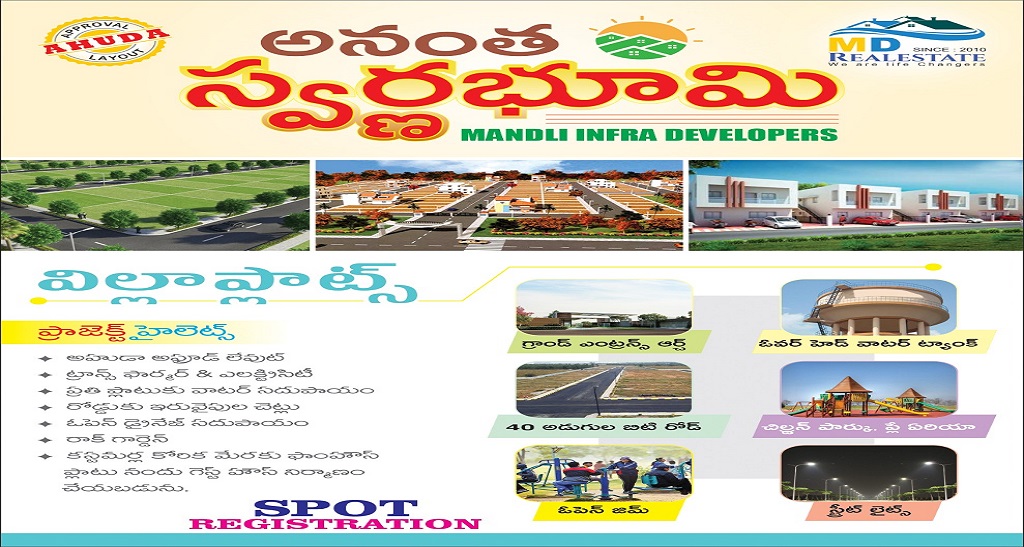 APPROVAL
AHUDA
LAYOUT
అనంత
స్వర్ణభూమి
MANDLI INFRA DEVELOPERS
MD
SINCE : 2010
REALESTATE
We are life Changers
విల్లాప్లాట్స్
ప్రాజెక్ట్ హైలెట్స్
అహుడా అప్రూడ్ లేవుట్
ట్రాన్స్ ఫార్మర్ & ఎలక్ట్రిసిటీ
ప్రతి ప్లాటుకు వాటర్ సదుపాయం
రోడ్డుకు ఇరువైపుల చెట్లు
ఓపెన్ డ్రైనేజ్ సదుపాయం
రాక్ గార్డెన్
కస్టమర్ల కోరిక మేరకు ఫాంహౌస్
ప్లాటు నందు గెస్ట్ హౌస్ నిర్మాణం
చేయబడును.
SPOT
REGISTRATION
గ్రాండ్ ఎంట్రన్స్ ఆర్చ్
ఓవర్ హెడ్ వాటర్ ట్యాంక్
40 అడుగుల బిటి రోడ్
చిల్డ్రన్ పార్కు, ప్లే ఏరియా
ఓపెన్ జిమ్
స్ట్రీట్ లైట్స్